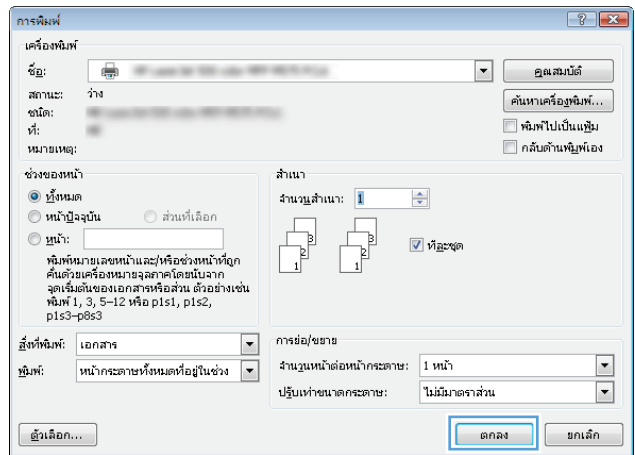 การพิมพ์
เครื่องพิมพ์
ชื่อ:
คุณสมบัติ
สถานะ: ว่าง
ค้นหาเครื่องพิมพ์...
ชนิด:
ที่:
พิมพ์ไปเป็นแฟ้ม
หมายเหตุ:
กลับด้านพิมพ์เอง
ช่วงของหน้า
ทั้งหมด
หน้าปัจจุบัน ส่วนที่เลือก
หน้า:
พิมพ์หมายเลขหน้าและ/หรือช่วงหน้าที่ถูก
คั่นด้วยเครื่องหมายจุลภาคโดยนับจาก
จุดเริ่มต้นของเอกสารหรือส่วน ตัวอย่างเช่น
พิมพ์ 1, 3, 5–12 หรือ p1s1, p1s2,
p1s3–p8s3
สำเนา
จำนวนสำเนา: 1
3 3
2 2
1 1
ทีละชุด
สิ่งที่พิมพ์: เอกสาร
พิมพ์: หน้ากระดาษทั้งหมดที่อยู่ในช่วง
การย่อ/ขยาย
จำนวนหน้าต่อหน้ากระดาษ: 1 หน้า
ปรับเท่าขนาดกระดาษ: ไม่มีมาตราส่วน
ตัวเลือก...
ตกลง
ยกเลิก